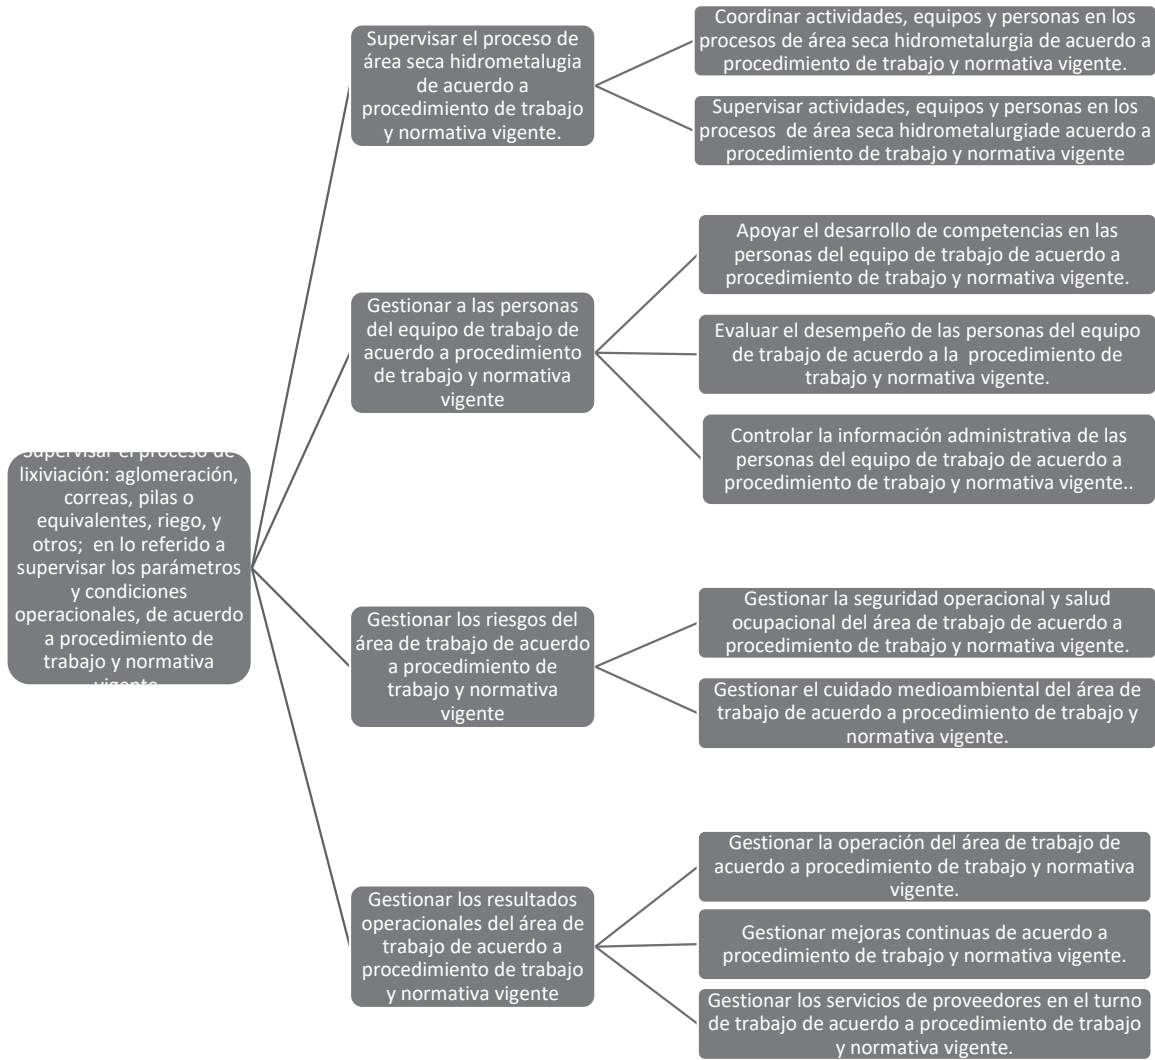 Supervisar el proceso de
lixiviación: aglomeración,
correas, pilas o
equivalentes, riego, y
otros;  en lo referido a
supervisar los parámetros
y condiciones
operacionales, de acuerdo
a procedimiento de
trabajo y normativa
vigente
Supervisar el proceso de
área seca hidrometalugia
de acuerdo a
procedimiento de trabajo
y normativa vigente.
Coordinar actividades, equipos y personas en los
procesos de área seca hidrometalurgia de acuerdo a
procedimiento de trabajo y normativa vigente.
Supervisar actividades, equipos y personas en los
procesos  de área seca hidrometalurgiade acuerdo a
procedimiento de trabajo y normativa vigente
Gestionar a las personas
del equipo de trabajo de
acuerdo a procedimiento
de trabajo y normativa
vigente
Apoyar el desarrollo de competencias en las
personas del equipo de trabajo de acuerdo a
procedimiento de trabajo y normativa vigente.
Evaluar el desempeño de las personas del equipo
de trabajo de acuerdo a la  procedimiento de
trabajo y normativa vigente.
Controlar la información administrativa de las
personas del equipo de trabajo de acuerdo a
procedimiento de trabajo y normativa vigente..
Gestionar los riesgos del
área de trabajo de acuerdo
a procedimiento de
trabajo y normativa
vigente
Gestionar la seguridad operacional y salud
ocupacional del área de trabajo de acuerdo a
procedimiento de trabajo y normativa vigente.
Gestionar el cuidado medioambiental del área de
trabajo de acuerdo a procedimiento de trabajo y
normativa vigente.
Gestionar los resultados
operacionales del área de
trabajo de acuerdo a
procedimiento de trabajo
y normativa vigente
Gestionar la operación del área de trabajo de
acuerdo a procedimiento de trabajo y normativa
vigente.
Gestionar mejoras continuas de acuerdo a
procedimiento de trabajo y normativa vigente.
Gestionar los servicios de proveedores en el turno
de trabajo de acuerdo a procedimiento de trabajo
y normativa vigente.